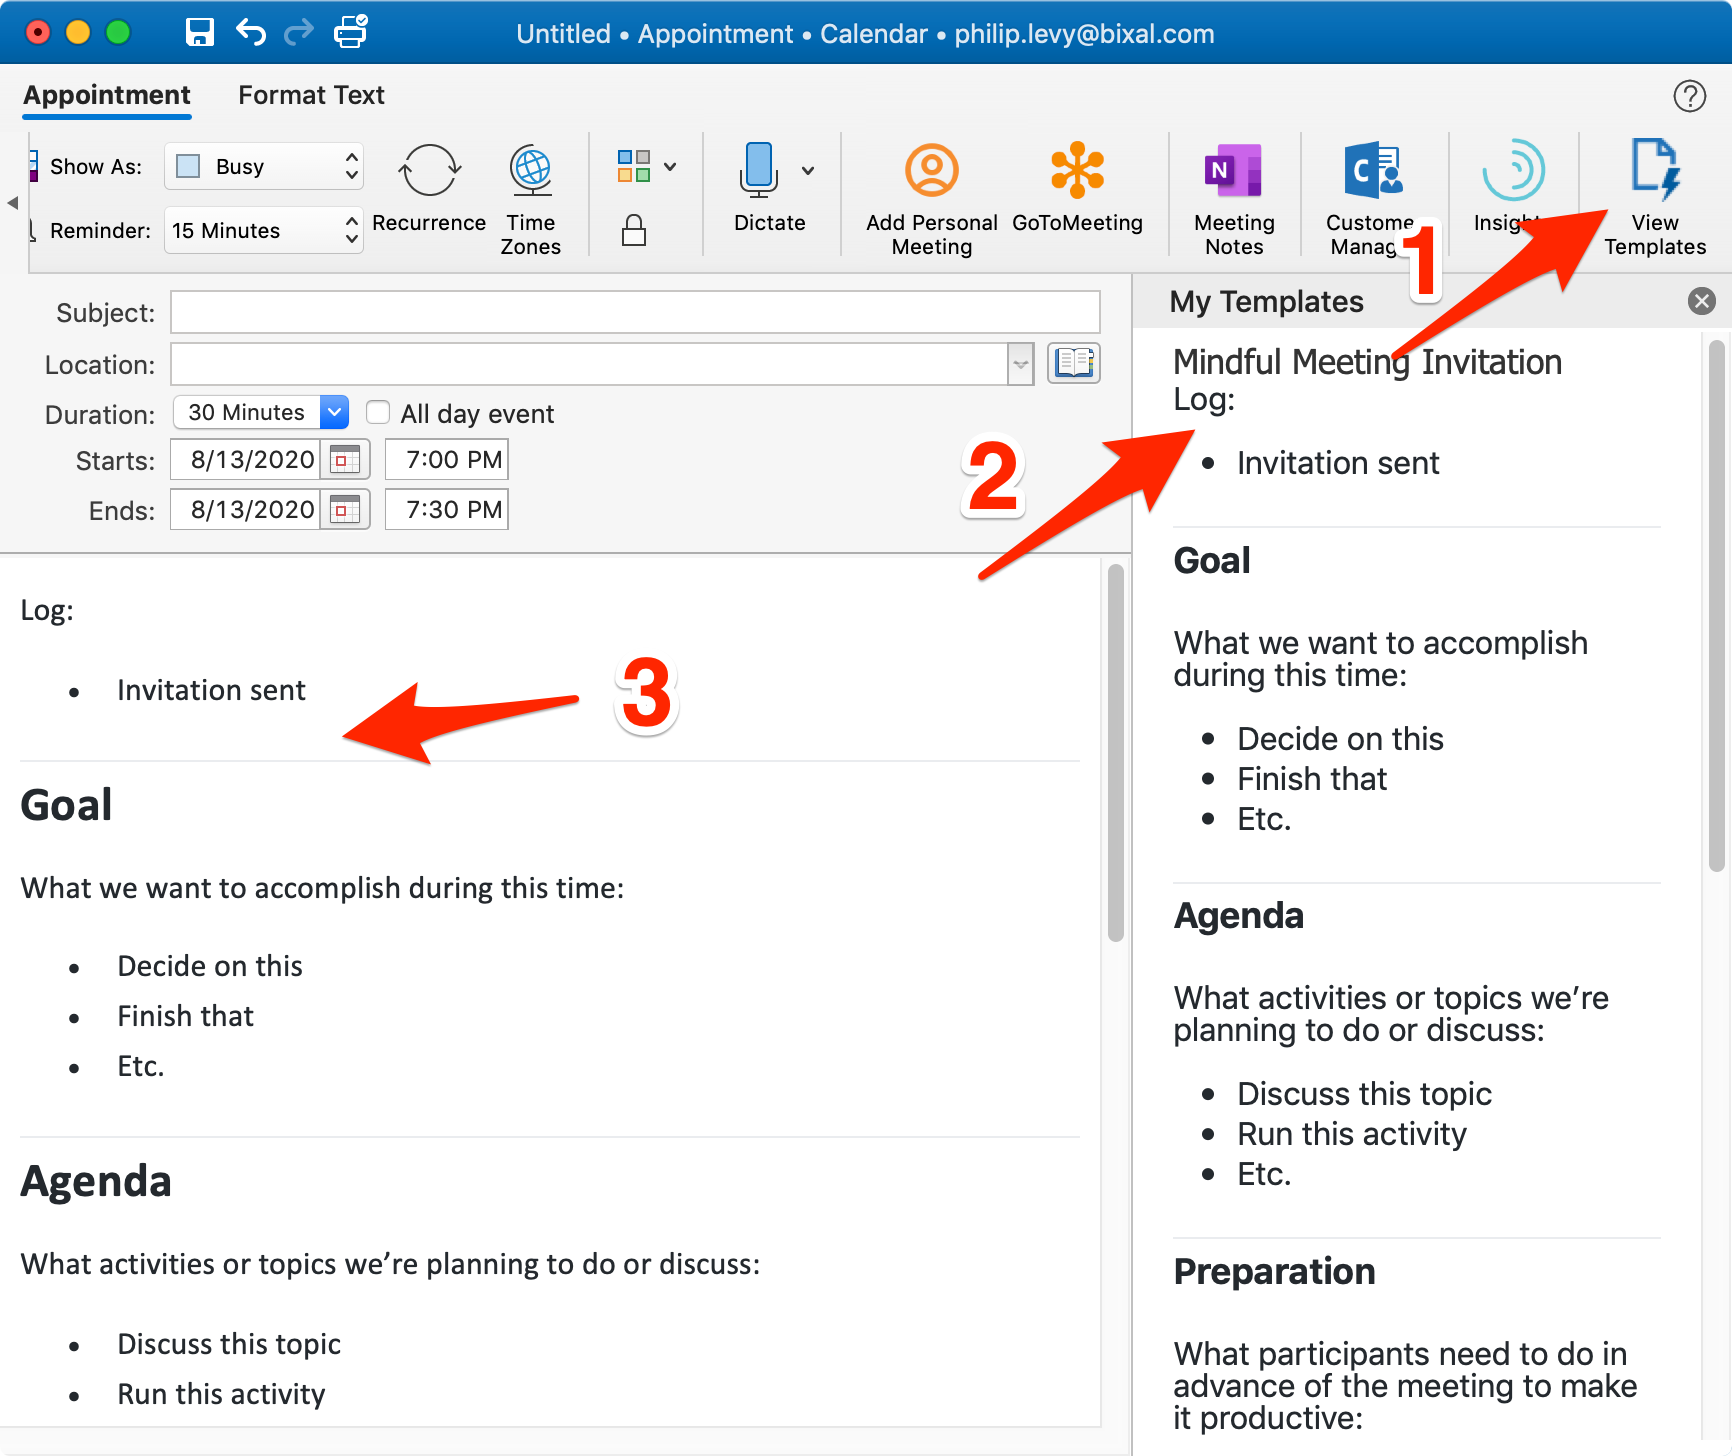 Untitled • Appointment • Calendar • philip.levy@bixal.com
Appointment
Format Text
?
Show As:
Busy
Reminder:
15 Minutes
Recurrence
Time
Zones
Dictate
Add Personal
Meeting
GoToMeeting
N
Meeting
Notes
C
Custome
Manag
Insigh
View
Templates
1
Subject:
Location:
Duration:
30 Minutes
All day event
Starts:
8/13/2020
7:00 PM
Ends:
8/13/2020
7:30 PM
2
Log:
• Invitation sent
3
Goal
What we want to accomplish during this time:
• Decide on this
• Finish that
• Etc.
Agenda
What activities or topics we’re planning to do or discuss:
• Discuss this topic
• Run this activity
My Templates
Mindful Meeting Invitation
Log:
• Invitation sent
Goal
What we want to accomplish
during this time:
• Decide on this
• Finish that
• Etc.
Agenda
What activities or topics we’re
planning to do or discuss:
• Discuss this topic
• Run this activity
• Etc.
Preparation
What participants need to do in
advance of the meeting to make
it productive: